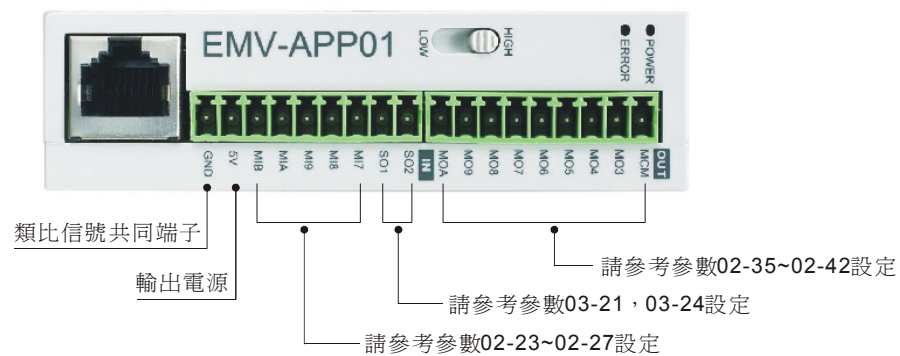 EMV-APP01
LOW
HIGH
ERROR
POWER
GND
5V
MIB
MIA
MI9
MI8
MI7
SO1
SO2
IN
MOA
MO9
MO8
MO7
MO6
MO5
MO4
MO3
MCM
OUT
類比信號共同端子
輸出電源
請參考參數02-35~02-42設定
請參考參數03-21，03-24設定
請參考參數02-23~02-27設定